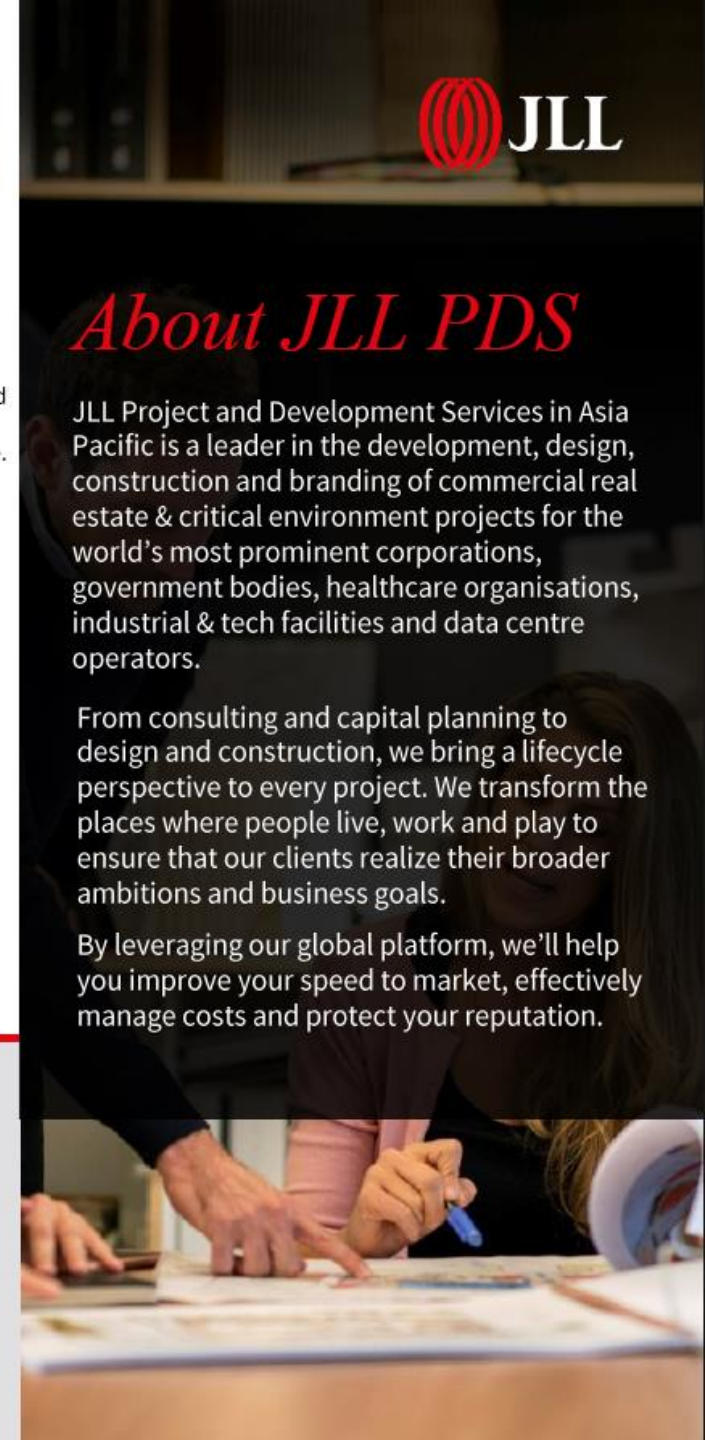 JLL
About JLL PDS
JLL Project and Development Services in Asia
Pacific is a leader in the development, design,
construction and branding of commercial real
estate & critical environment projects for the
world’s most prominent corporations,
government bodies, healthcare organisations,
industrial & tech facilities and data centre
operators.
From consulting and capital planning to
design and construction, we bring a lifecycle
perspective to every project. We transform the
places where people live, work and play to
ensure that our clients realize their broader
ambitions and business goals.
By leveraging our global platform, we’ll help
you improve your speed to market, effectively
manage costs and protect your reputation.